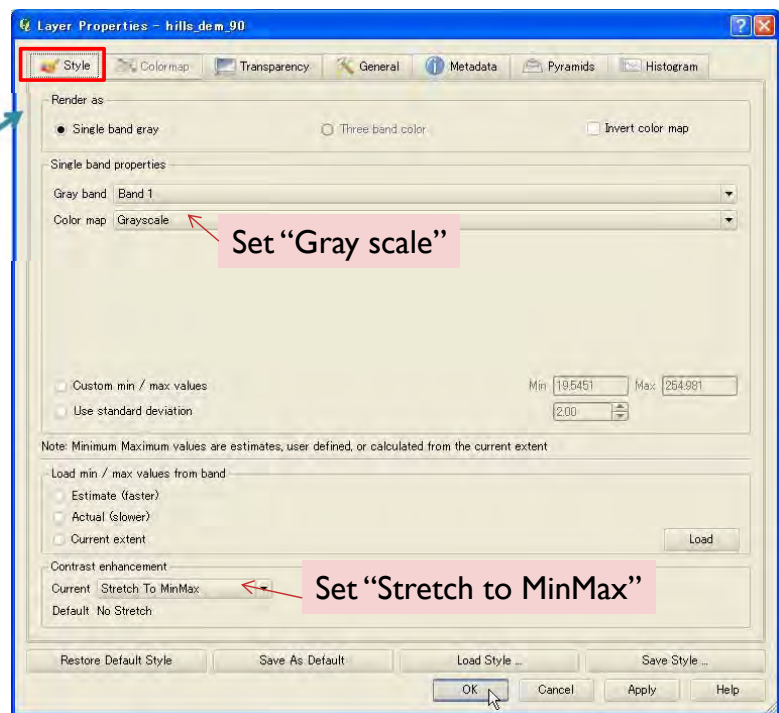 Layer Properties - hills_dem_90
Style Colormap Transparency General Metadata Pyramids Histogram
Render as
Single band gray Three band color Invert color map
Single band properties
Gray band Band 1
Color map Grayscale
Set “Gray scale”
Custom min / max values Min 19.5451 Max 254.981
Use standard deviation 2.00
Note: Minimum Maximum values are estimates, user defined, or calculated from the current extent
Load min / max values from band
Estimate (faster)
Actual (slower)
Current extent Load
Contrast enhancement
Current Stretch To MinMax
Set “Stretch to MinMax”
Default No Stretch
Restore Default Style Save As Default Load Style ... Save Style ...
OK Cancel Apply Help